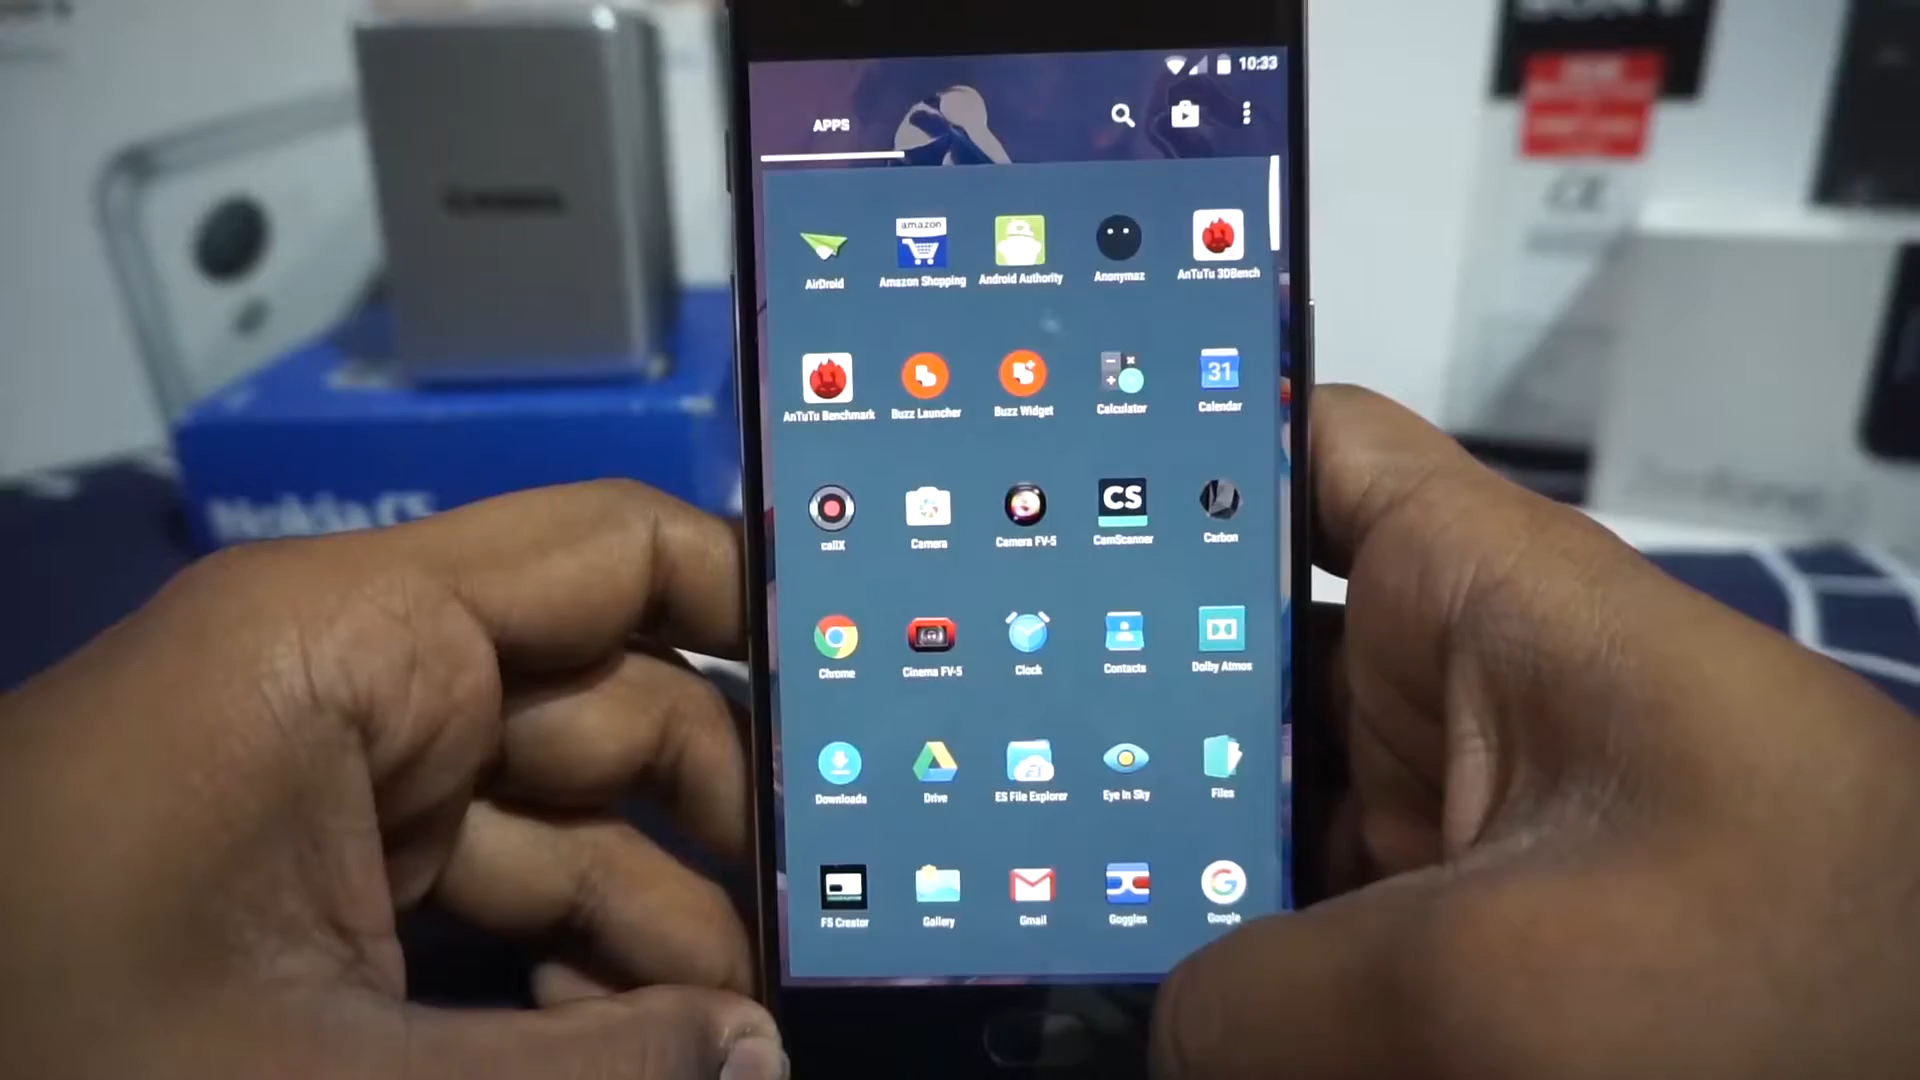 10:33
APPS
AirDroid
amazon
Amazon Shopping
Android Authority
Anonymaz
AnTuTu 3DBench
AnTuTu Benchmark
Buzz Launcher
Buzz Widget
Calculator
31
Calendar
callX
Camera
Camera FV-5
CS
CamScanner
Carbon
Chrome
Cinema FV-5
Clock
Contacts
Dolby Atmos
Downloads
Drive
ES File Explorer
Eye In Sky
Files
FS Creator
Gallery
Gmail
Goggles
Google
Nokia
SONY